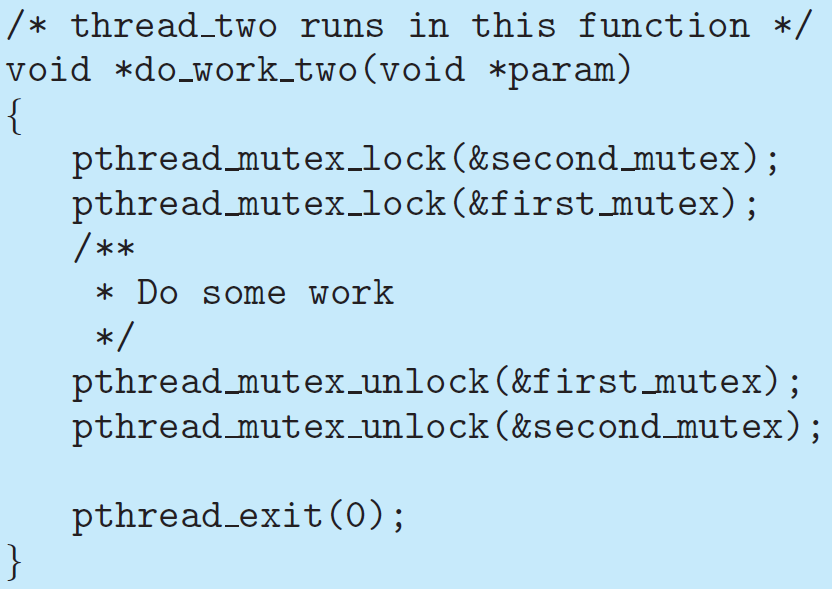 /* thread_two runs in this function */
void *do_work_two(void *param)
{
pthread_mutex_lock(&second_mutex);
pthread_mutex_lock(&first_mutex);
/**
* Do some work
*/
pthread_mutex_unlock(&first_mutex);
pthread_mutex_unlock(&second_mutex);
pthread_exit(0);
}